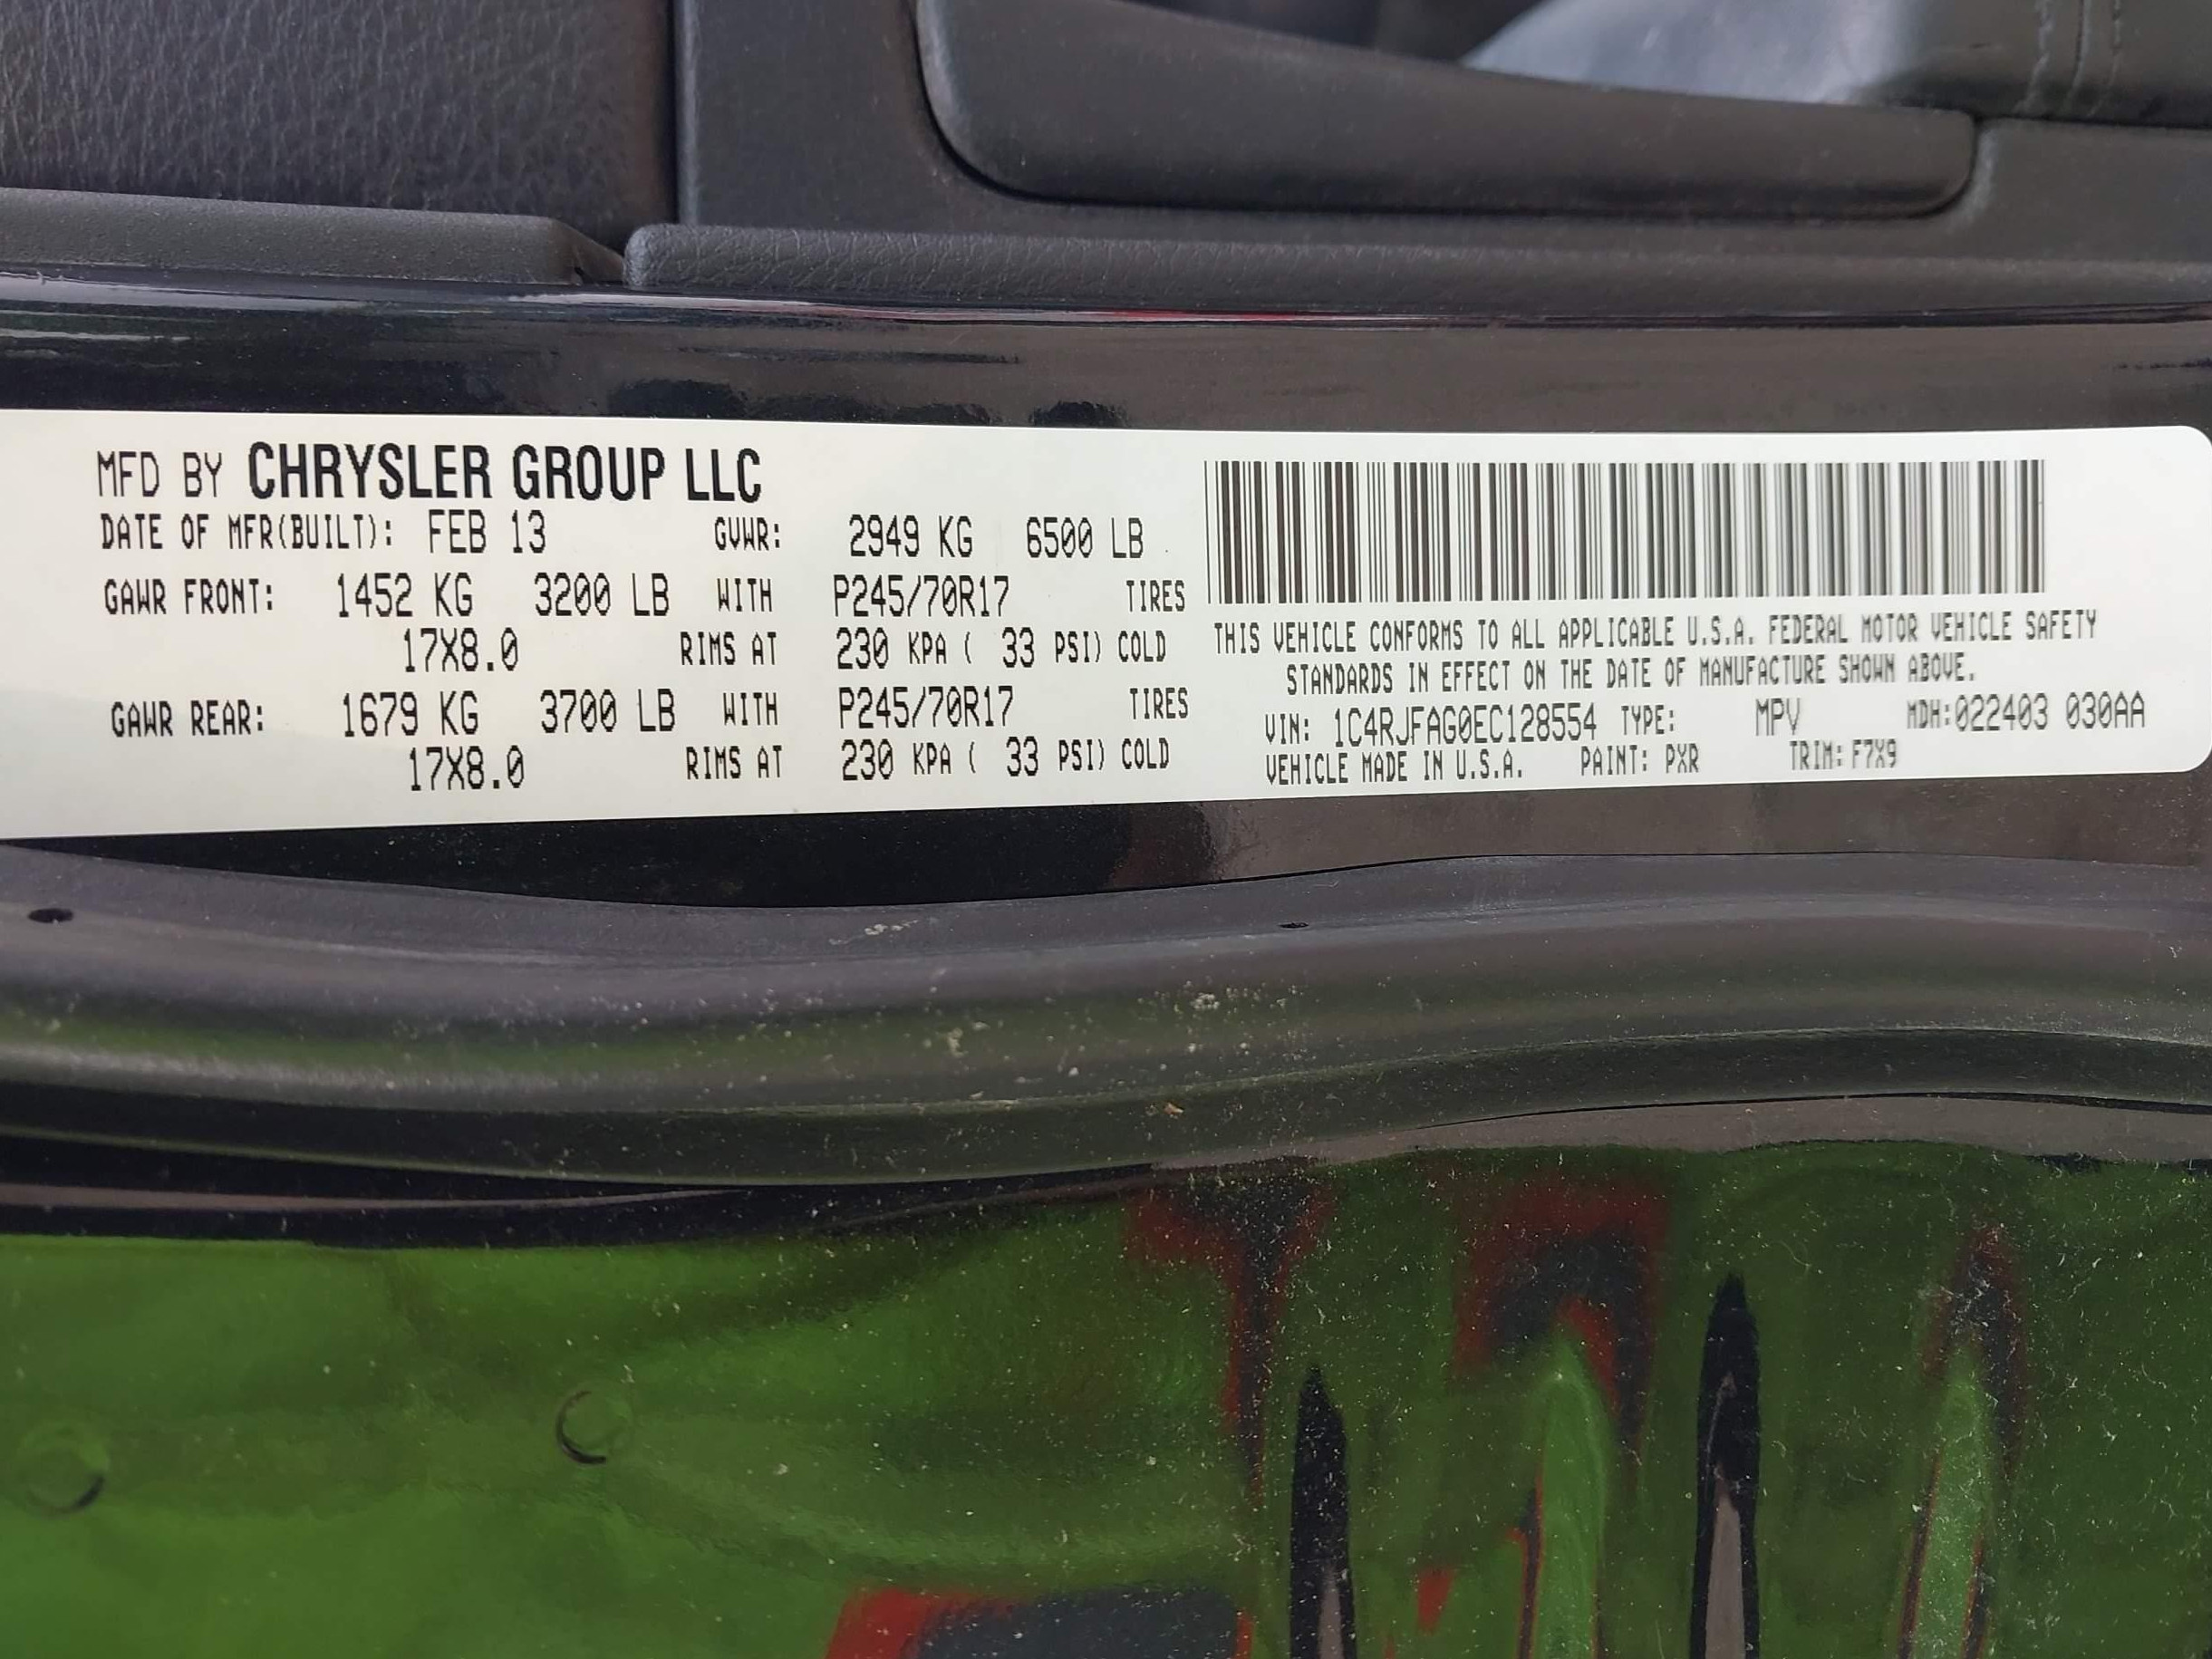 MFD BY CHRYSLER GROUP LLC
DATE OF MFR(BUILT): FEB 13 GVWR: 2949 KG 6500 LB
GAWR FRONT: 1452 KG 3200 LB WITH P245/70R17 TIRES
17X8.0 RIMS AT 230 KPA ( 33 PSI) COLD
GAWR REAR: 1679 KG 3700 LB WITH P245/70R17 TIRES
17X8.0 RIMS AT 230 KPA ( 33 PSI) COLD
THIS VEHICLE CONFORMS TO ALL APPLICABLE U.S.A. FEDERAL MOTOR VEHICLE SAFETY
STANDARDS IN EFFECT ON THE DATE OF MANUFACTURE SHOWN ABOVE.
VIN: 1C4RJFAG0EC128554 TYPE: MPV MDH:022403 030AA
VEHICLE MADE IN U.S.A. PAINT: PXR TRIM: F7X9